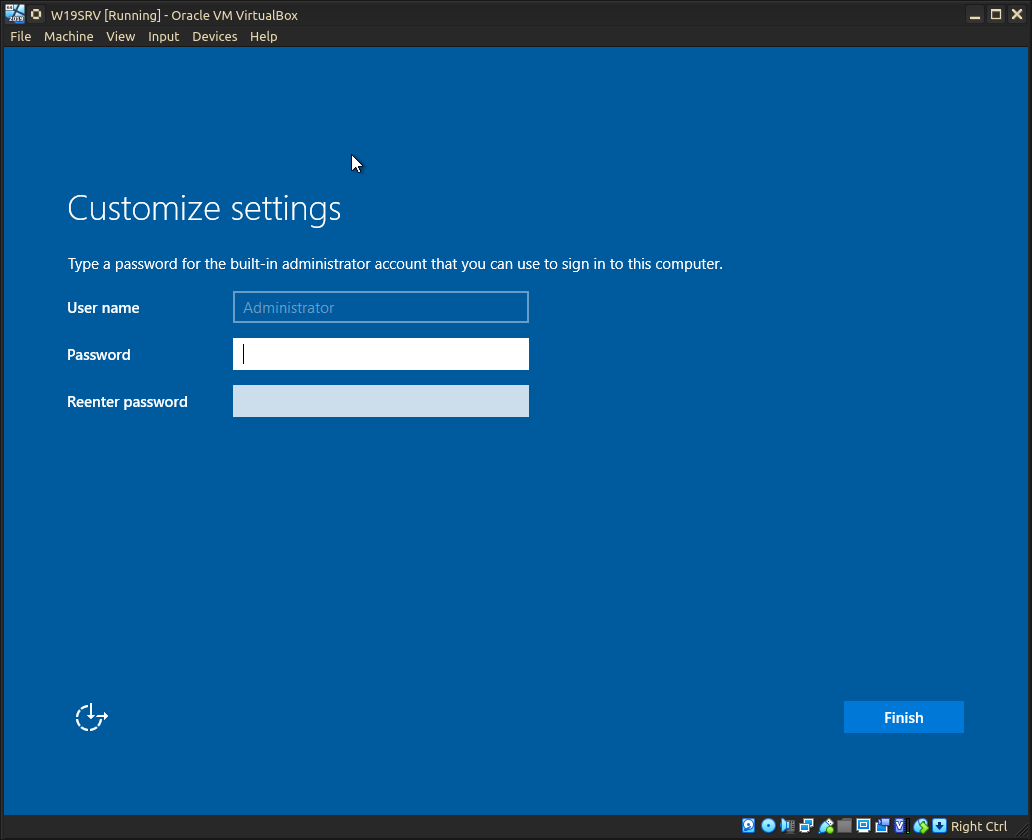 W19SRV [Running] - Oracle VM VirtualBox
File Machine View Input Devices Help
Customize settings
Type a password for the built-in administrator account that you can use to sign in to this computer.
User name Administrator
Password
Reenter password
Finish
Right Ctrl